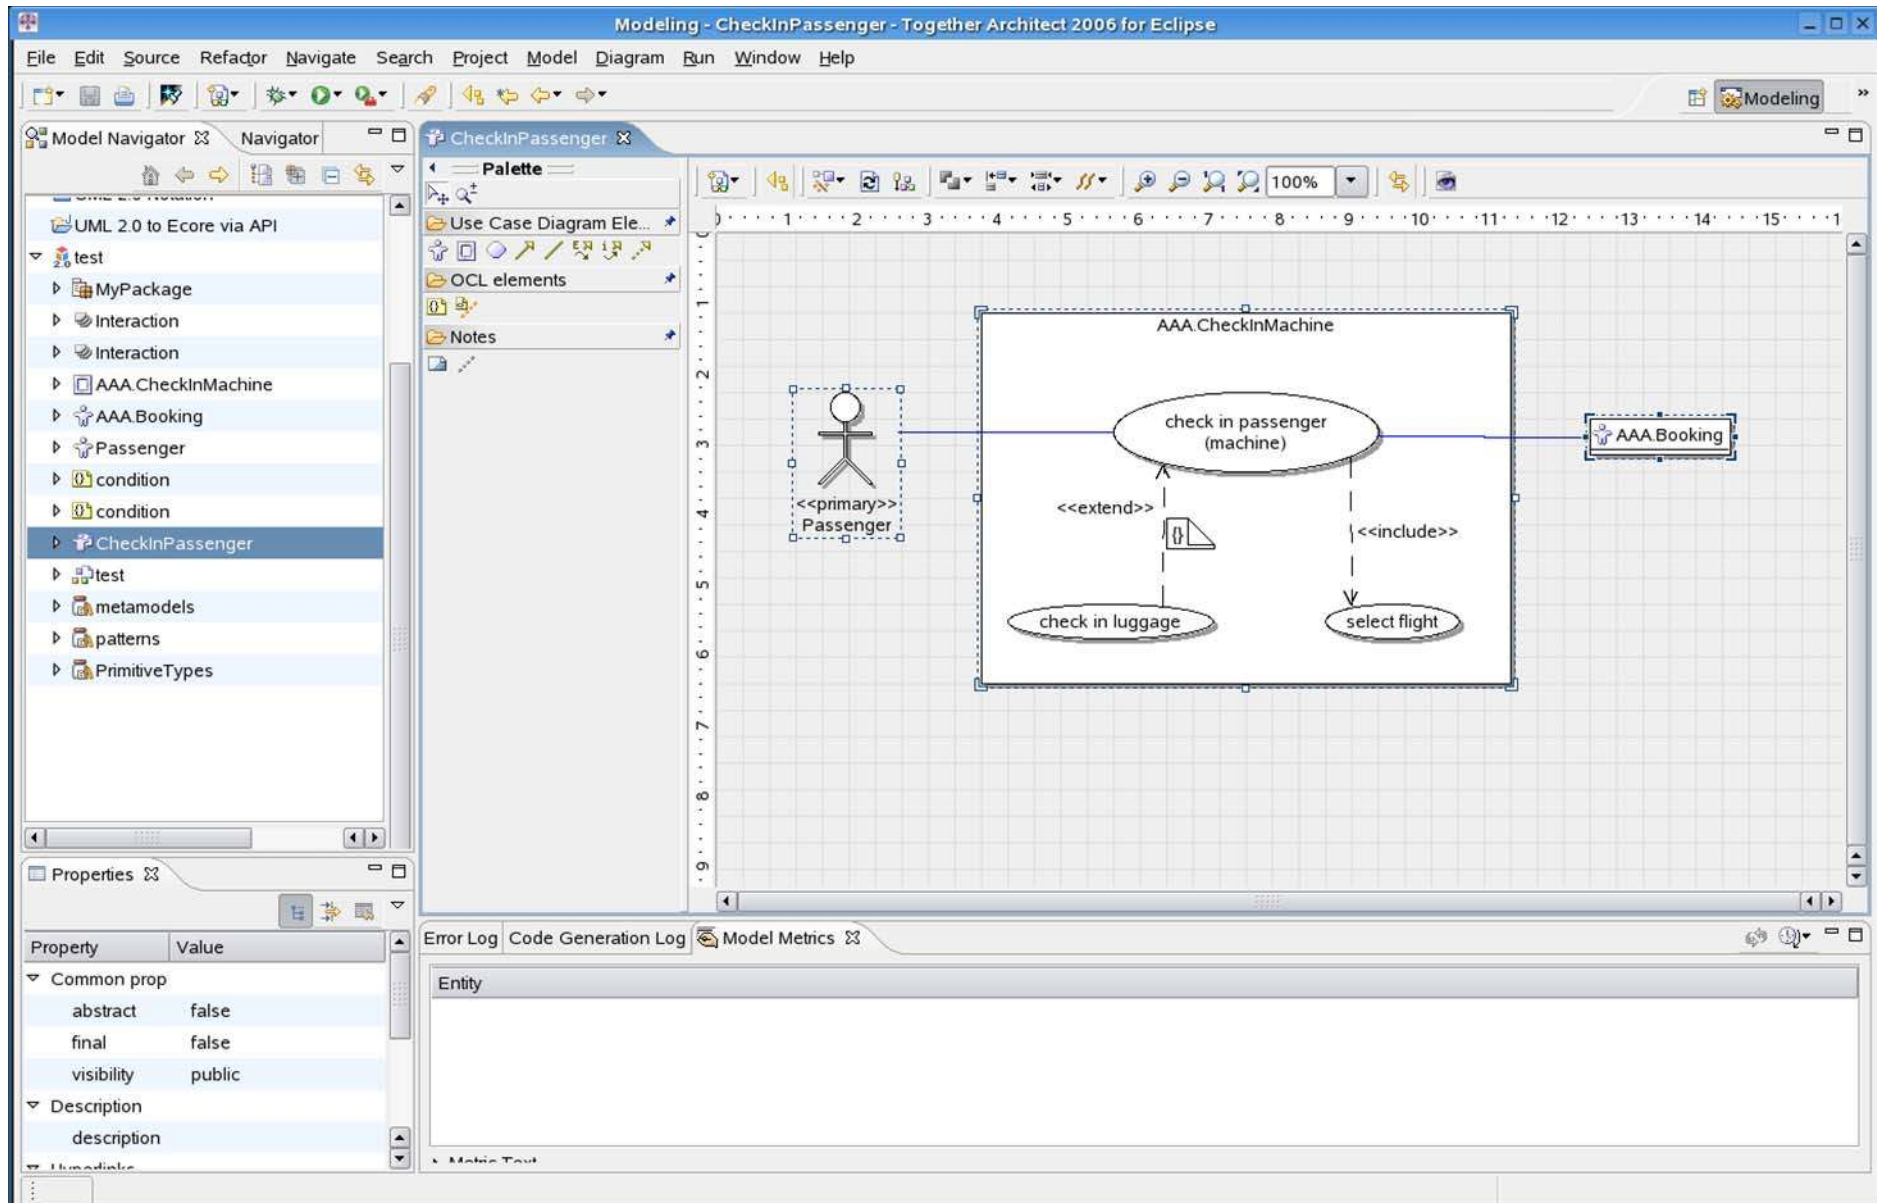 Modeling - CheckInPassenger - Together Architect 2006 for Eclipse
File Edit Source Refactor Navigate Search Project Model Diagram Run Window Help
Modeling »
Model Navigator Navigator
UML 2.0 to Ecore via API
test
MyPackage
Interaction
Interaction
AAA.CheckInMachine
AAA.Booking
Passenger
condition
condition
CheckInPassenger
test
metamodels
patterns
PrimitiveTypes
CheckInPassenger
Palette
Use Case Diagram Ele...
OCL elements
Notes
100%
1 2 3 4 5 6 7 8 9 10 11 12 13 14 15 1
0
1
2
3
4
5
6
7
8
9
AAA.CheckInMachine
check in passenger
(machine)
<<primary>>
Passenger
AAA.Booking
<<extend>>
{}
<<include>>
check in luggage
select flight
Properties
Property Value
Common prop
abstract false
final false
visibility public
Description
description
Hyperlinks
Error Log Code Generation Log Model Metrics
Entity
Metric Text